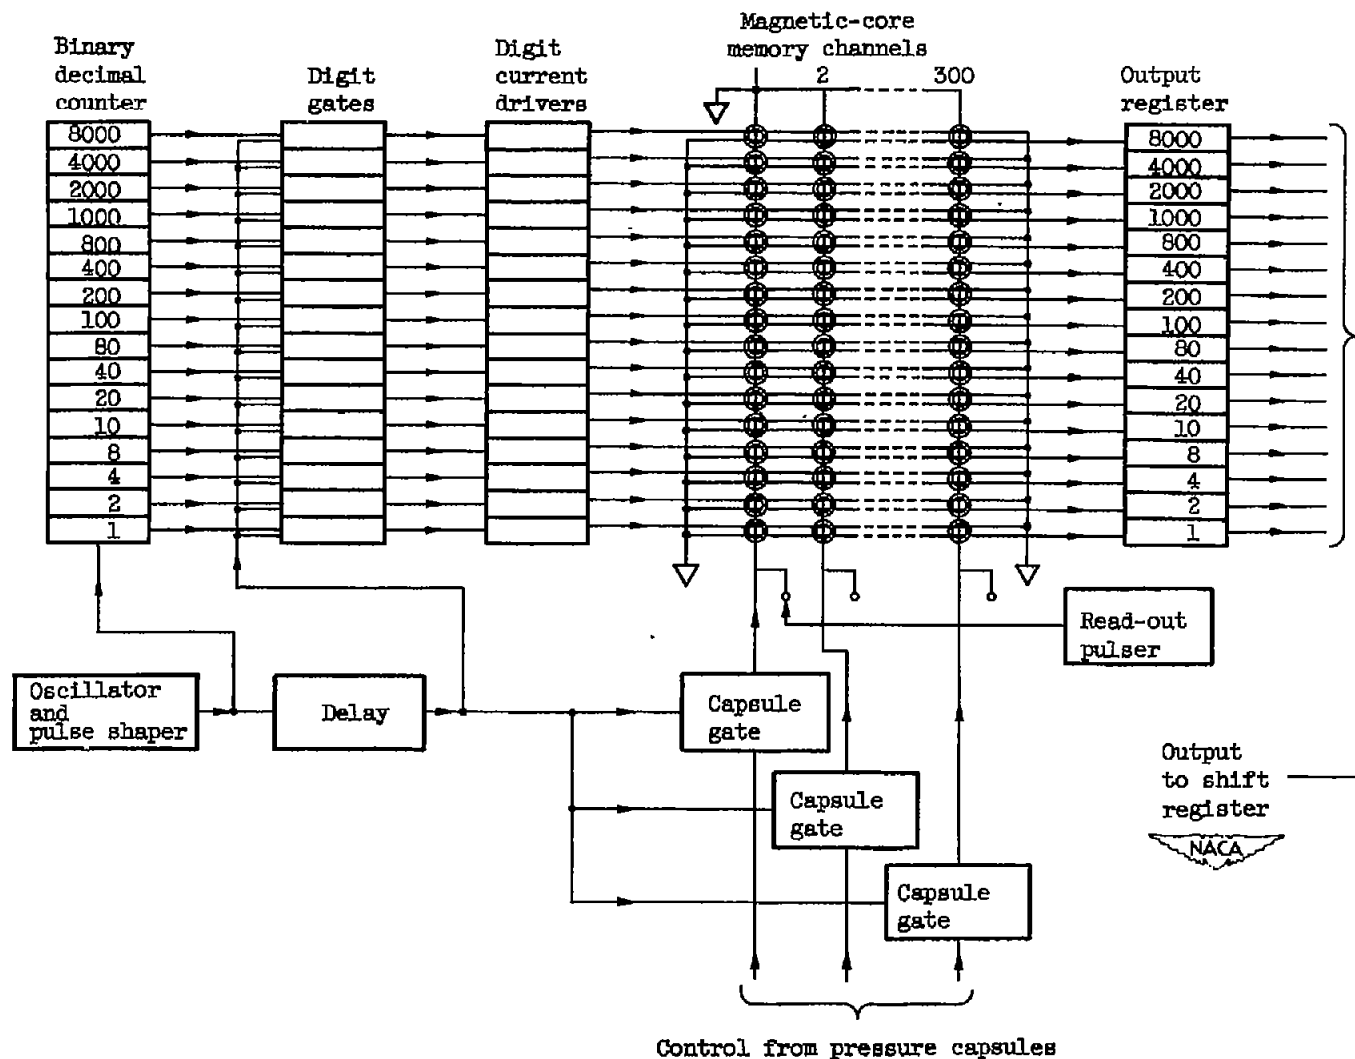 Magnetic-core
memory channels
2
300
Binary
decimal
counter
Digit
gates
Digit
current
drivers
Output
register
8000
4000
2000
1000
800
400
200
100
80
40
20
10
8
4
2
1
8000
4000
2000
1000
800
400
200
100
80
40
20
10
8
4
2
1
Read-out
pulser
Oscillator
and
pulse shaper
Delay
Capsule
gate
Capsule
gate
Capsule
gate
Output
to shift
register
NACA
Control from pressure capsules